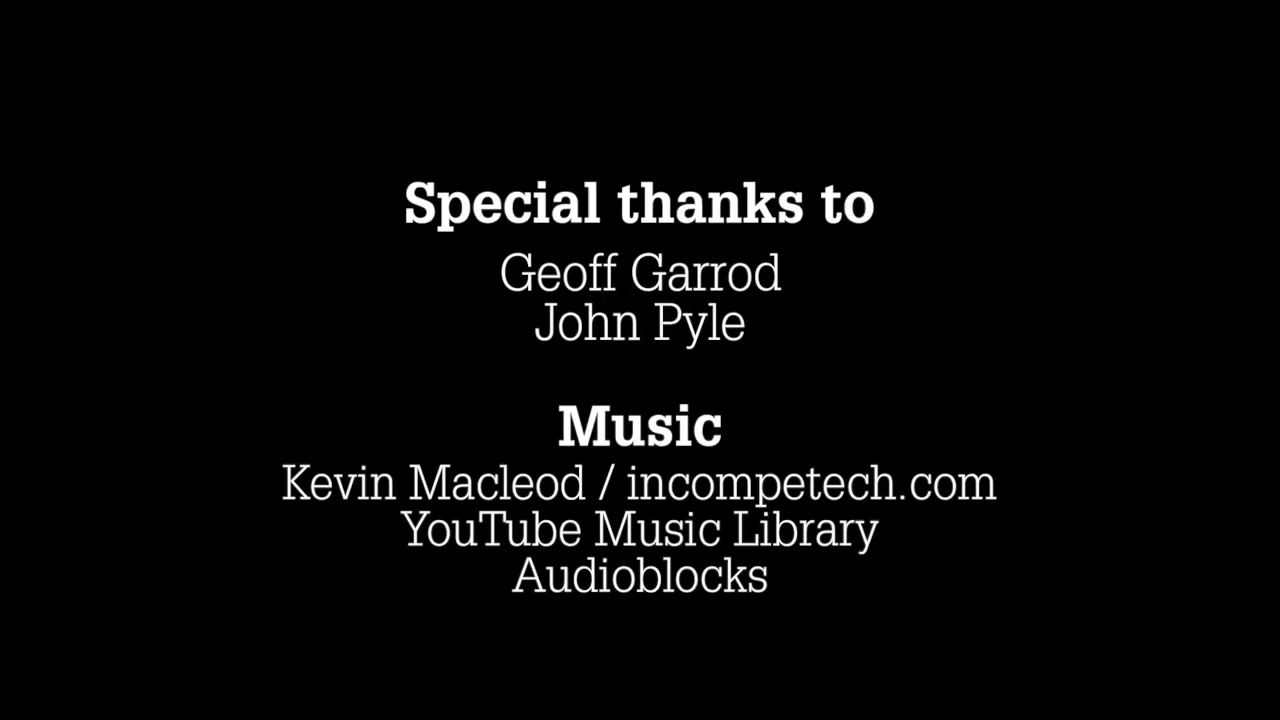 Special thanks to
Geoff Garrod
John Pyle
Music
Kevin Macleod / incompetech.com
YouTube Music Library
Audioblocks